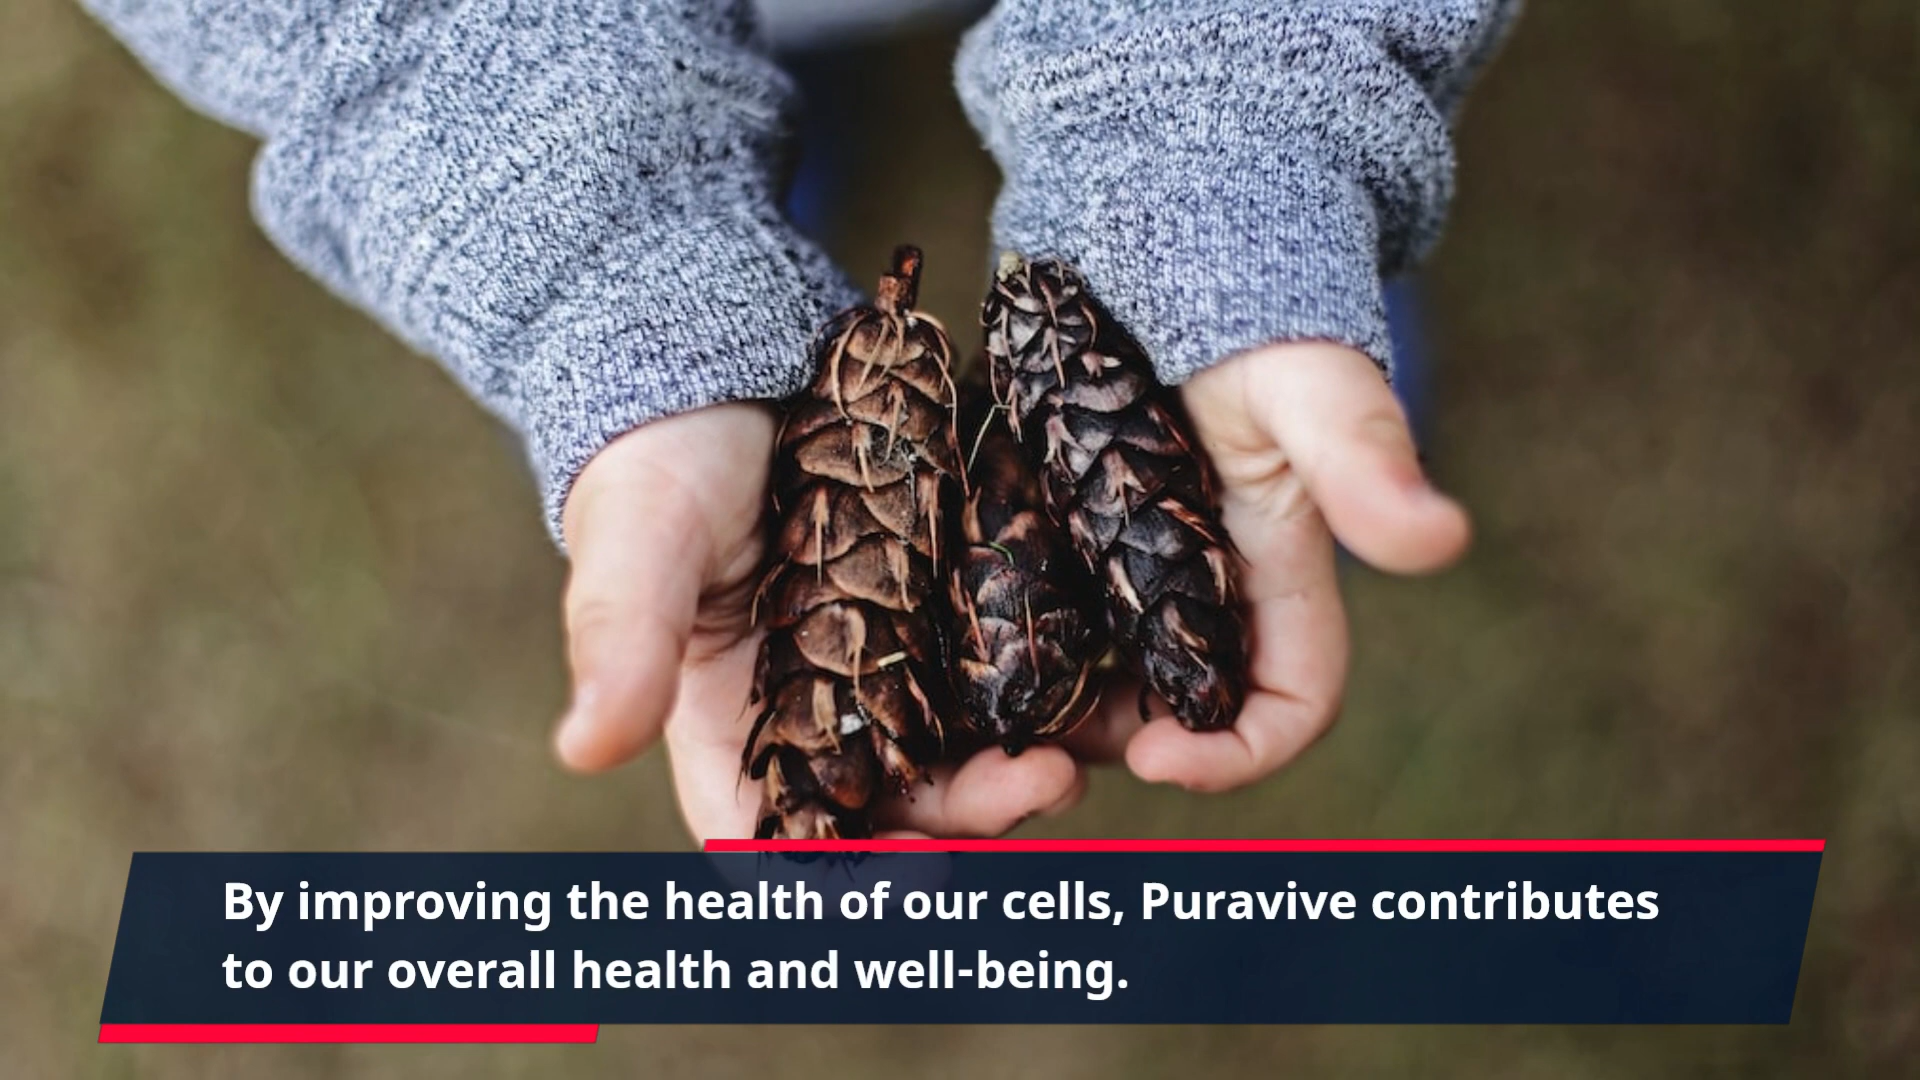 By improving the health of our cells, Puravive contributes
to our overall health and well-being.